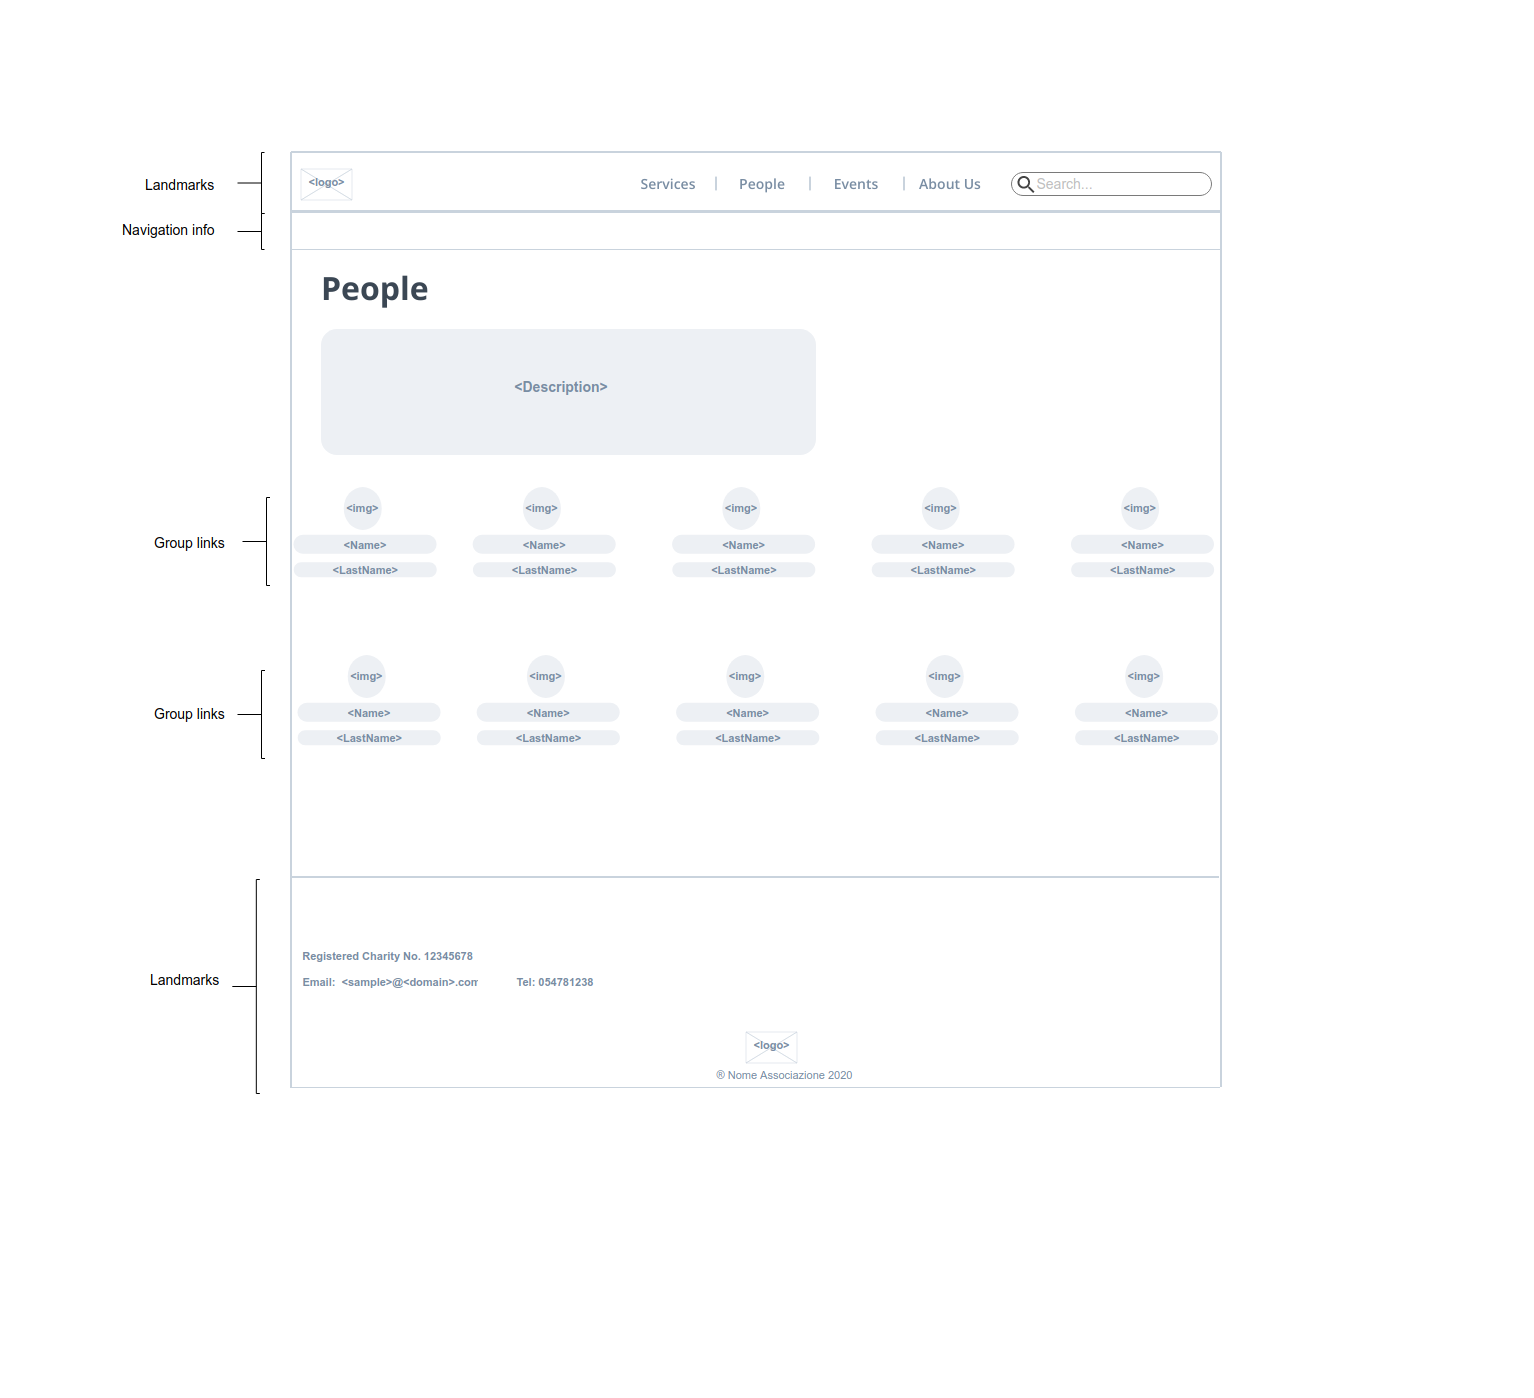 Landmarks
<logo>
Services | People | Events | About Us
Search...
Navigation info
People
<Description>
Group links
<img> <img> <img> <img> <img>
<Name> <Name> <Name> <Name> <Name>
<LastName> <LastName> <LastName> <LastName> <LastName>
Group links
<img> <img> <img> <img> <img>
<Name> <Name> <Name> <Name> <Name>
<LastName> <LastName> <LastName> <LastName> <LastName>
Landmarks
Registered Charity No. 12345678
Email: <sample>@<domain>.com Tel: 054781238
<logo>
® Nome Associazione 2020